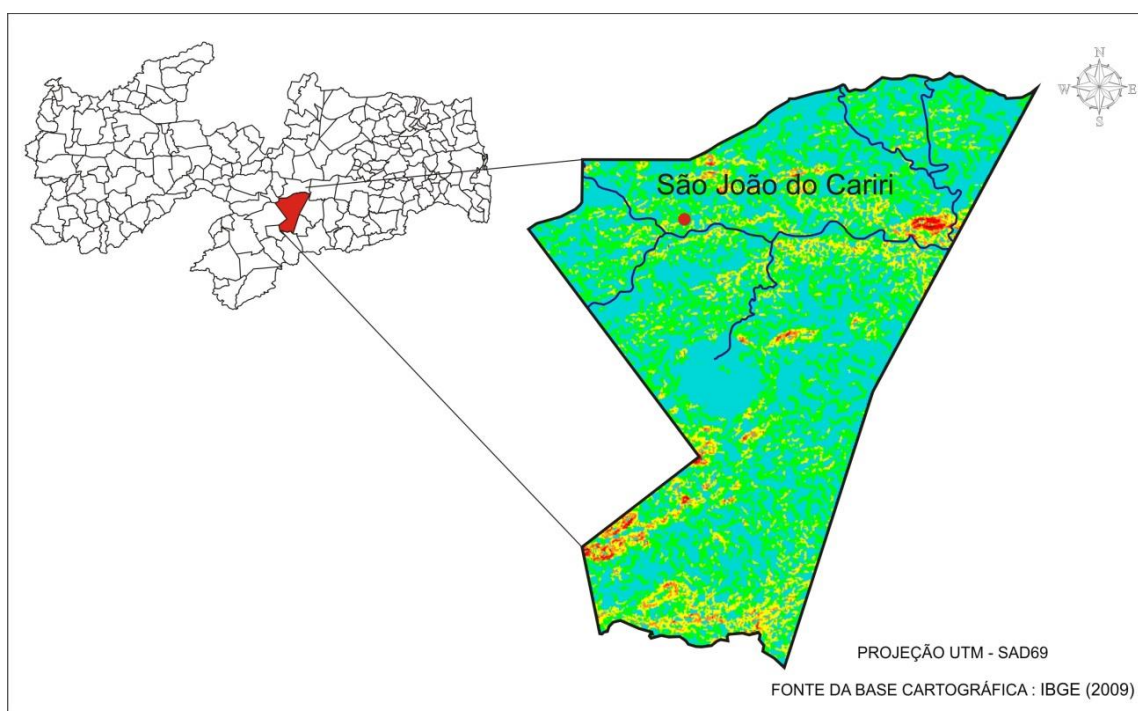 N
W E
S
São João do Cariri
PROJEÇÃO UTM - SAD69
FONTE DA BASE CARTOGRÁFICA : IBGE (2009)